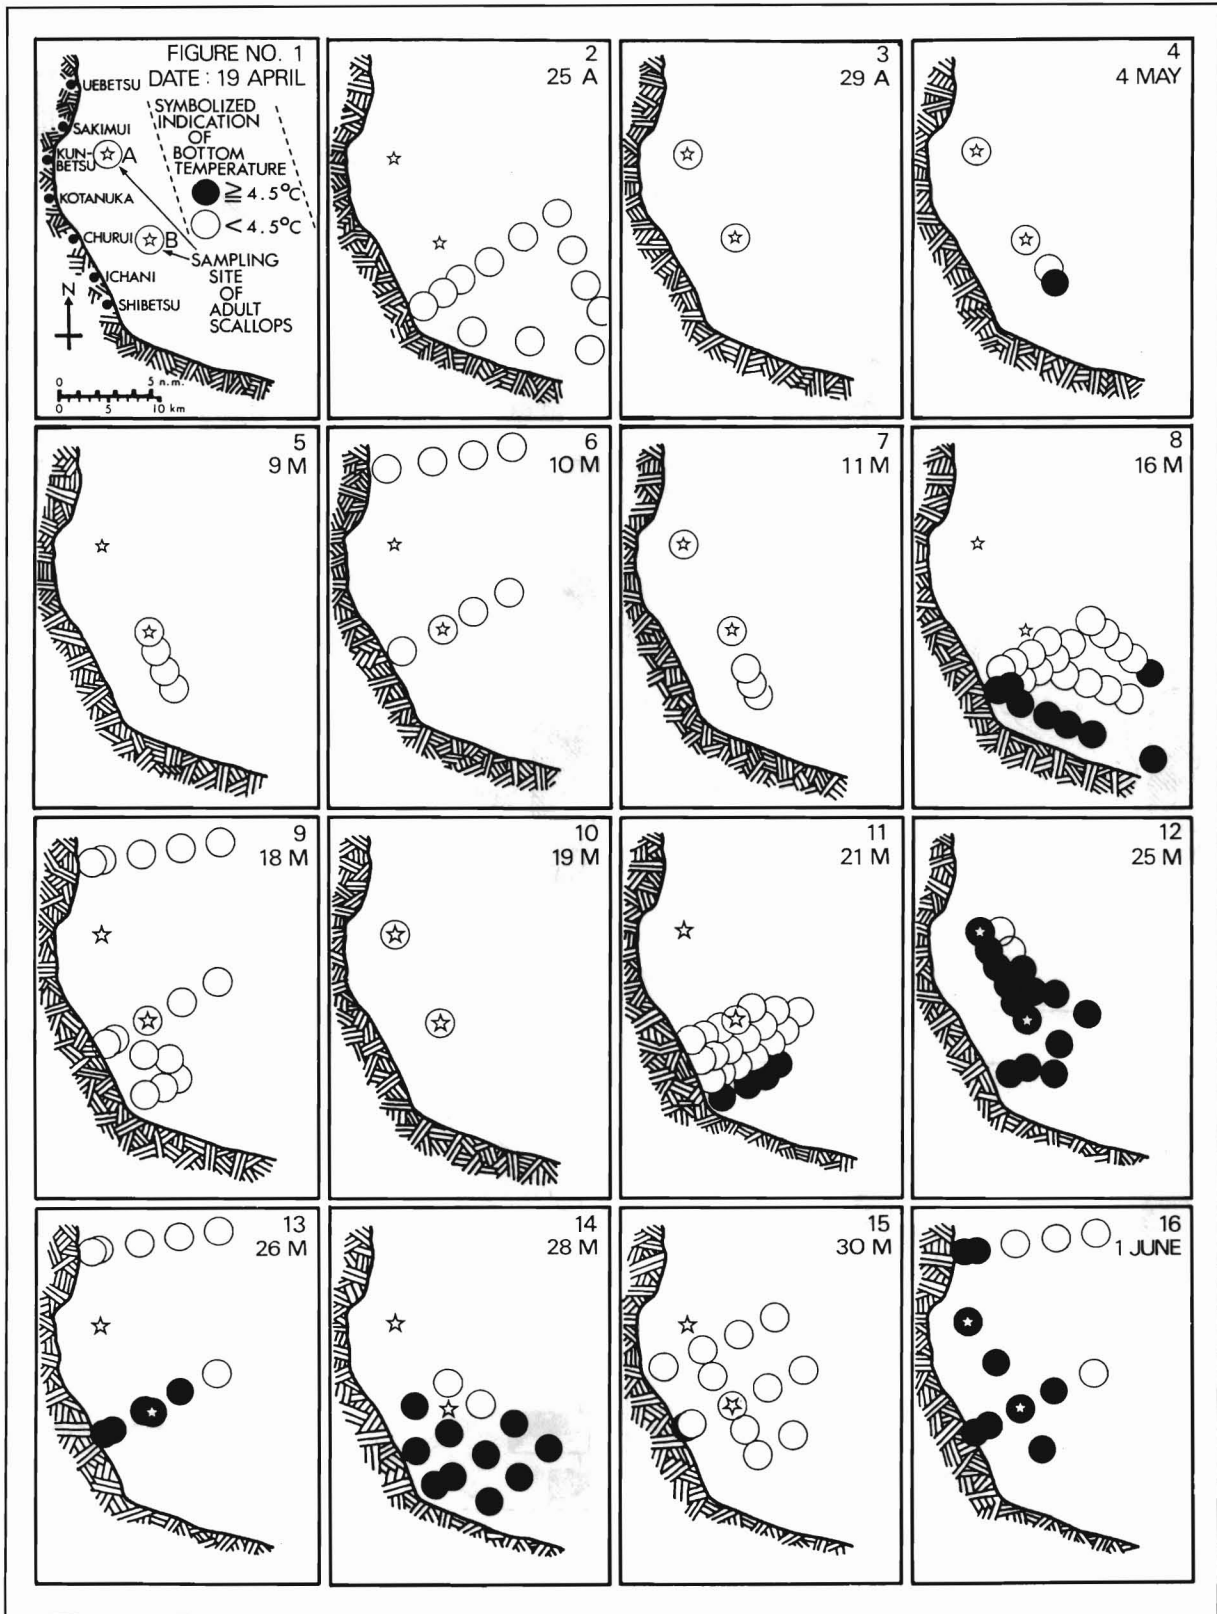 FIGURE NO. 1
DATE : 19 APRIL
UEBETSU
SYMBOLIZED
INDICATION
OF
BOTTOM
TEMPERATURE
SAKIMUI
KUN-
BETSU
A
≧ 4.5°C
KOTANUKA
< 4.5°C
CHURUI
B
SAMPLING
SITE
OF
ADULT
SCALLOPS
ICHANI
N
SHIBETSU
0 5 n.m.
0 5 10 km
2
25 A
3
29 A
4
4 MAY
5
9 M
6
10 M
7
11 M
8
16 M
9
18 M
10
19 M
11
21 M
12
25 M
13
26 M
14
28 M
15
30 M
16
1 JUNE